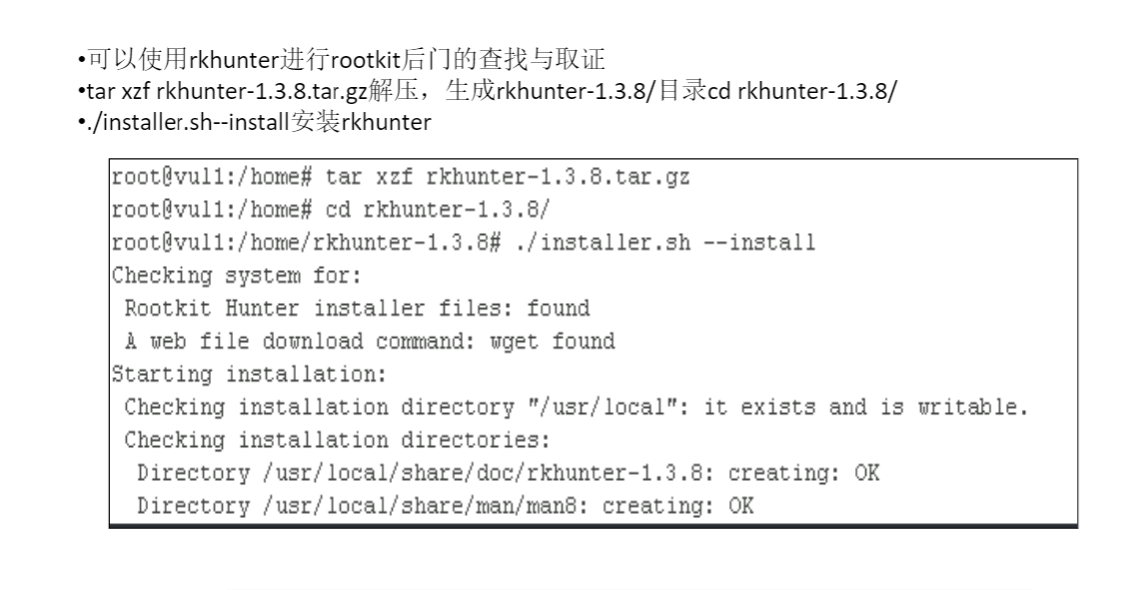 •可以使用rkhunter进行rootkit后门的查找与取证
•tar xzf rkhunter-1.3.8.tar.gz解压，生成rkhunter-1.3.8/目录cd rkhunter-1.3.8/
•./installer.sh--install安装rkhunter
root@vul1:/home# tar xzf rkhunter-1.3.8.tar.gz
root@vul1:/home# cd rkhunter-1.3.8/
root@vul1:/home/rkhunter-1.3.8# ./installer.sh --install
Checking system for:
Rootkit Hunter installer files: found
A web file download command: wget found
Starting installation:
Checking installation directory "/usr/local": it exists and is writable.
Checking installation directories:
Directory /usr/local/share/doc/rkhunter-1.3.8: creating: OK
Directory /usr/local/share/man/man8: creating: OK